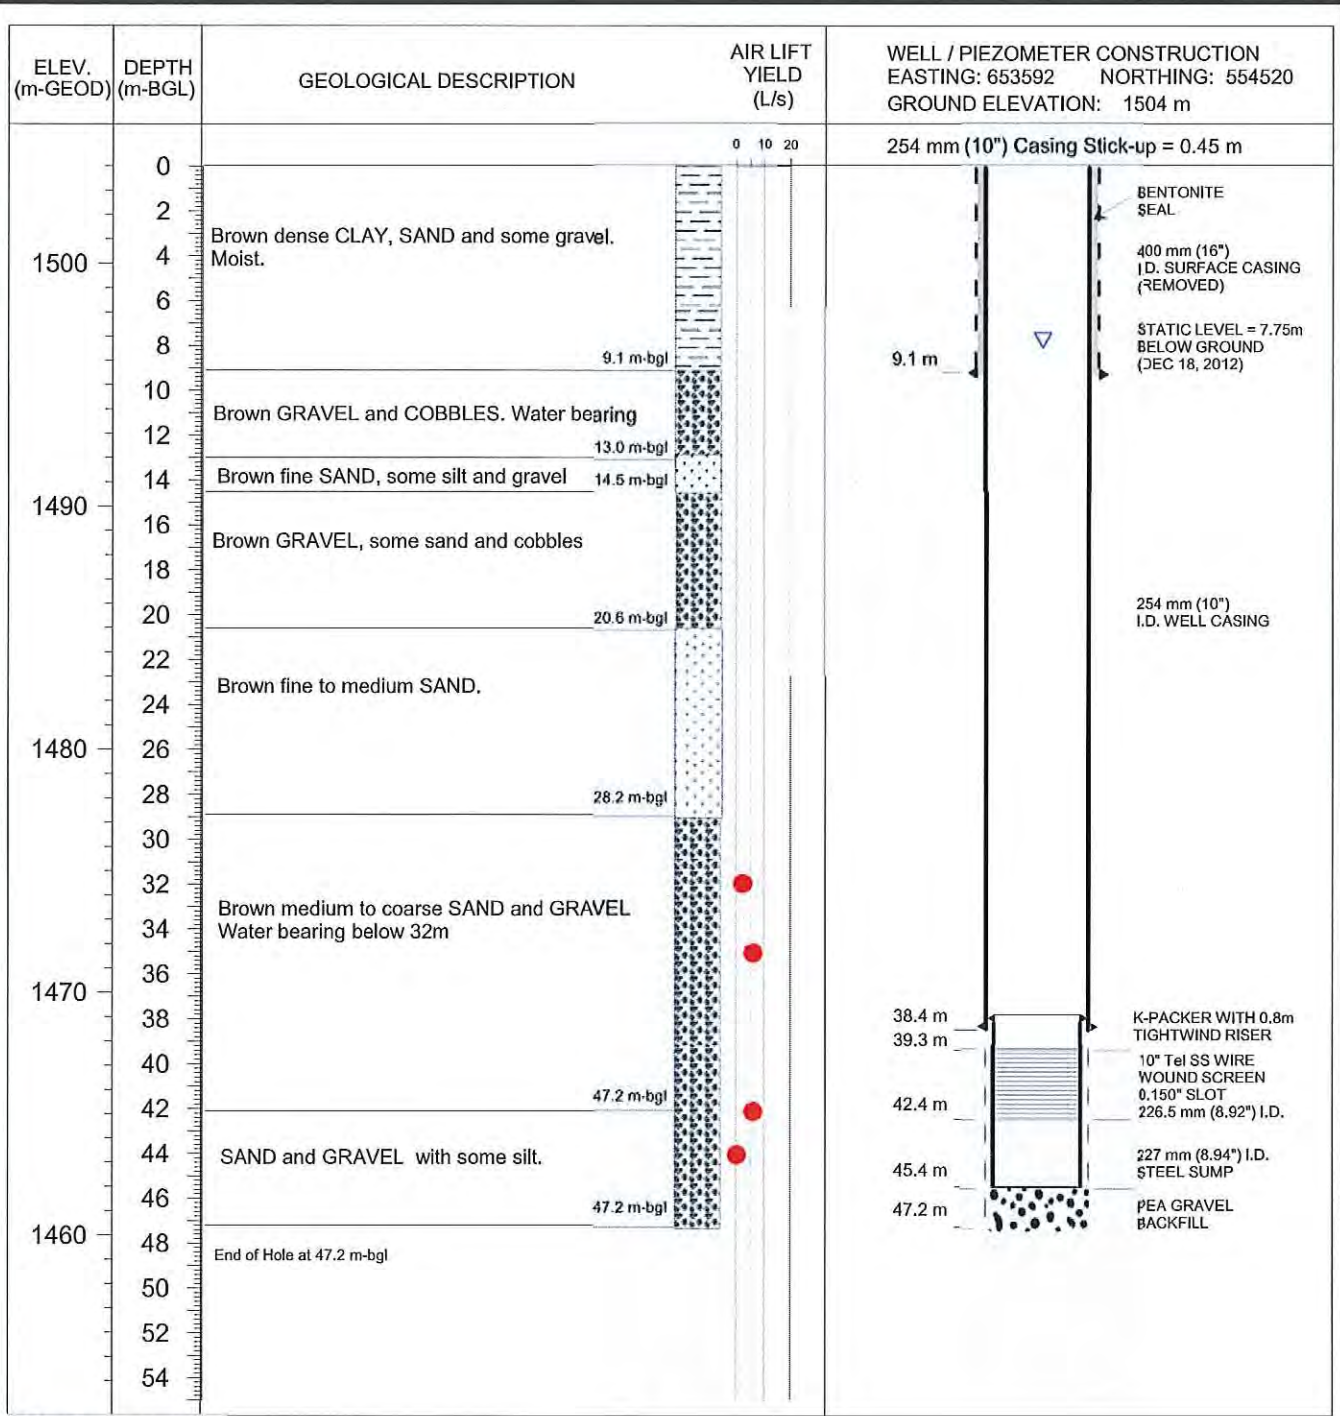 ELEV.
(m-GEOD)
DEPTH
(m-BGL)
GEOLOGICAL DESCRIPTION
AIR LIFT
YIELD
(L/s)
WELL / PIEZOMETER CONSTRUCTION
EASTING: 653592 NORTHING: 554520
GROUND ELEVATION: 1504 m
0 10 20
254 mm (10") Casing Stick-up = 0.45 m
1500
1490
1480
1470
1460
0
2
4
6
8
10
12
14
16
18
20
22
24
26
28
30
32
34
36
38
40
42
44
46
48
50
52
54
Brown dense CLAY, SAND and some gravel.
Moist.
9.1 m-bgl
Brown GRAVEL and COBBLES. Water bearing
13.0 m-bgl
Brown fine SAND, some silt and gravel
14.5 m-bgl
Brown GRAVEL, some sand and cobbles
20.6 m-bgl
Brown fine to medium SAND.
28.2 m-bgl
Brown medium to coarse SAND and GRAVEL
Water bearing below 32m
47.2 m-bgl
SAND and GRAVEL with some silt.
47.2 m-bgl
End of Hole at 47.2 m-bgl
9.1 m
38.4 m
39.3 m
42.4 m
45.4 m
47.2 m
BENTONITE
SEAL
400 mm (16")
I.D. SURFACE CASING
(REMOVED)
STATIC LEVEL = 7.75m
BELOW GROUND
(DEC 18, 2012)
254 mm (10")
I.D. WELL CASING
K-PACKER WITH 0.8m
TIGHTWIND RISER
10" Tel SS WIRE
WOUND SCREEN
0.150" SLOT
226.5 mm (8.92") I.D.
227 mm (8.94") I.D.
STEEL SUMP
PEA GRAVEL
BACKFILL